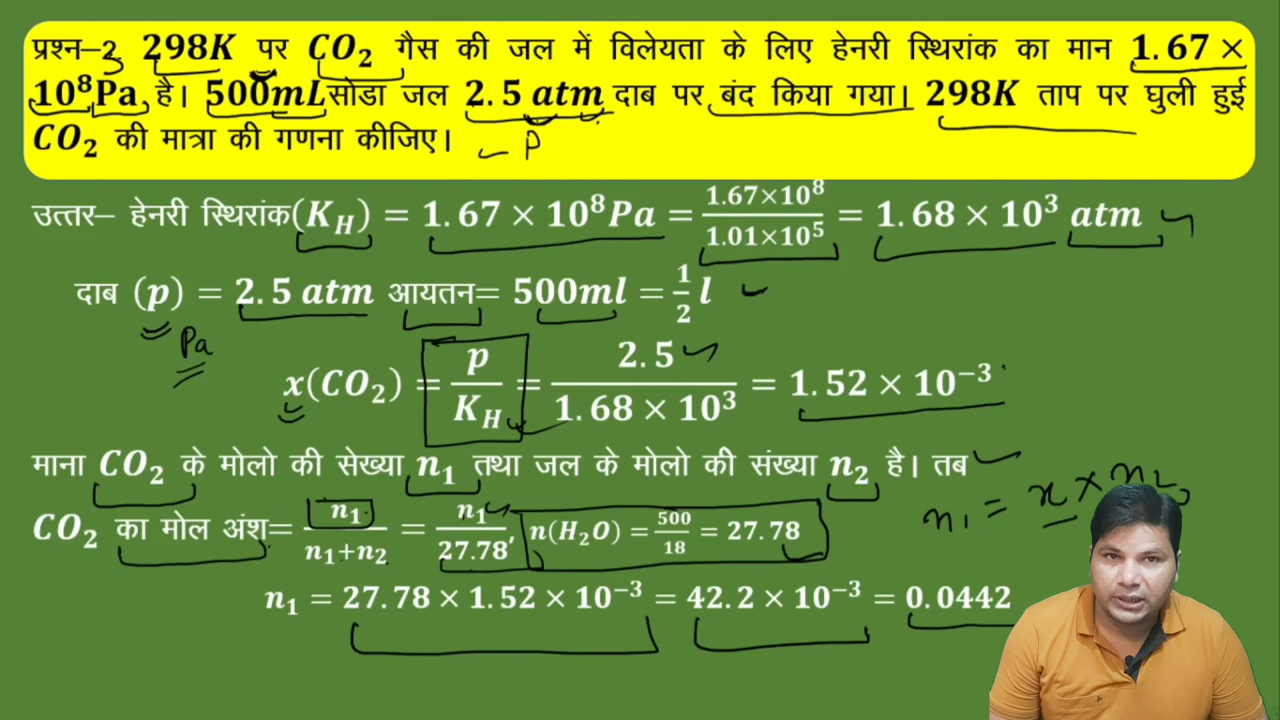 प्रश्न–2 298K पर CO₂ गैस की जल में विलेयता के लिए हेनरी स्थिरांक का मान 1.67 ×
10⁸Pa है। 500mL सोडा जल 2.5 atm दाब पर बंद किया गया। 298K ताप पर घुली हुई
CO₂ की मात्रा की गणना कीजिए।
P
उत्तर– हेनरी स्थिरांक(K_H) = 1.67 × 10⁸Pa = 1.67×10⁸/1.01×10⁵ = 1.68 × 10³ atm
दाब (p) = 2.5 atm आयतन= 500ml = 1/2 l
Pa
x(CO₂) = p/K_H = 2.5/1.68 × 10³ = 1.52 × 10⁻³
माना CO₂ के मोलो की सेख्या n₁ तथा जल के मोलो की संख्या n₂ है। तब
n₁ = x × n₂
CO₂ का मोल अंश= n₁/n₁+n₂ = n₁/27.78, n(H₂O) = 500/18 = 27.78
n₁ = 27.78 × 1.52 × 10⁻³ = 42.2 × 10⁻³ = 0.0442